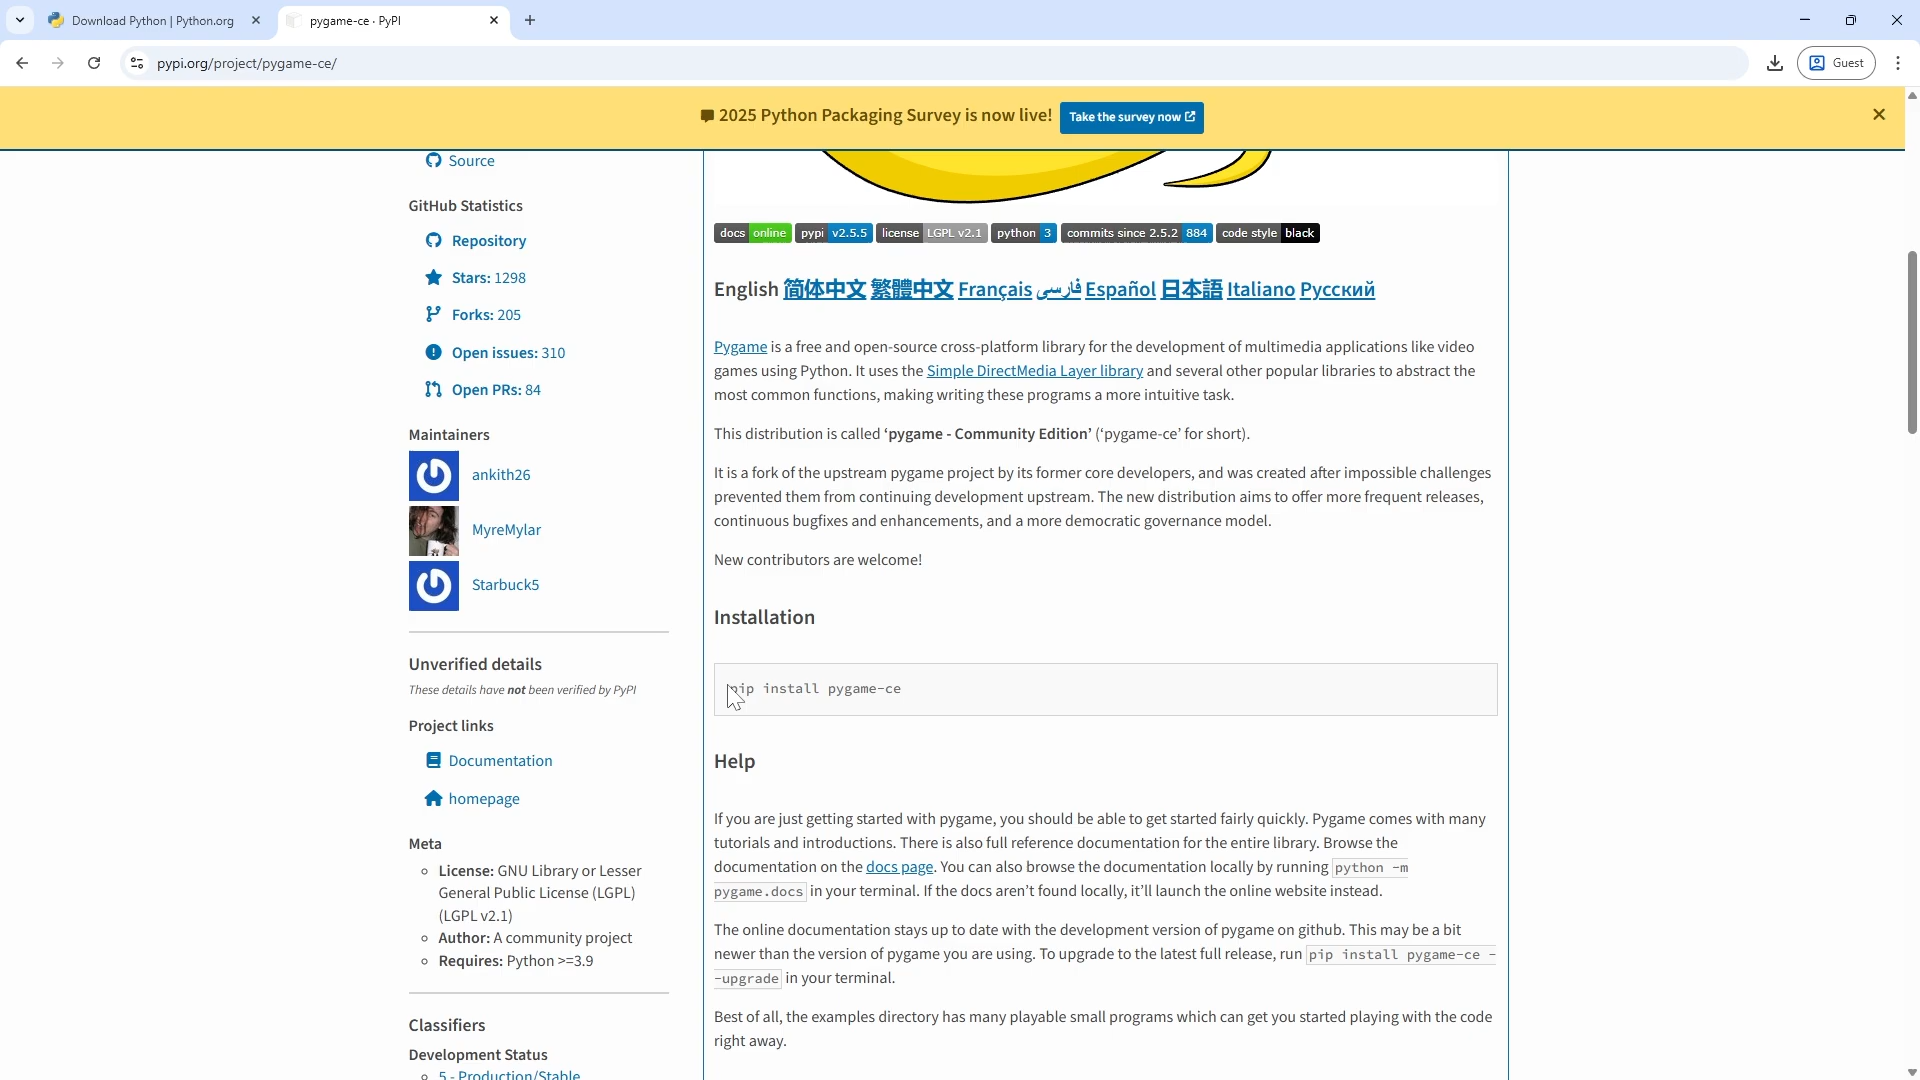 Download Python | Python.org
pygame-ce · PyPI
pypi.org/project/pygame-ce/
Guest
2025 Python Packaging Survey is now live!
Take the survey now
Source
GitHub Statistics
Repository
Stars: 1298
Forks: 205
Open issues: 310
Open PRs: 84
Maintainers
ankith26
MyreMylar
Starbuck5
Unverified details
These details have not been verified by PyPI
Project links
Documentation
homepage
Meta
License: GNU Library or Lesser
General Public License (LGPL)
(LGPL v2.1)
Author: A community project
Requires: Python >=3.9
Classifiers
Development Status
5 - Production/Stable
docs online pypi v2.5.5 license LGPL v2.1 python 3 commits since 2.5.2 884 code style black
English 简体中文 繁體中文 Français فارسی Español 日本語 Italiano Русский
Pygame is a free and open-source cross-platform library for the development of multimedia applications like video
games using Python. It uses the Simple DirectMedia Layer library and several other popular libraries to abstract the
most common functions, making writing these programs a more intuitive task.
This distribution is called ‘pygame - Community Edition’ (‘pygame-ce’ for short).
It is a fork of the upstream pygame project by its former core developers, and was created after impossible challenges
prevented them from continuing development upstream. The new distribution aims to offer more frequent releases,
continuous bugfixes and enhancements, and a more democratic governance model.
New contributors are welcome!
Installation
pip install pygame-ce
Help
If you are just getting started with pygame, you should be able to get started fairly quickly. Pygame comes with many
tutorials and introductions. There is also full reference documentation for the entire library. Browse the
documentation on the docs page. You can also browse the documentation locally by running python -m
pygame.docs in your terminal. If the docs aren’t found locally, it’ll launch the online website instead.
The online documentation stays up to date with the development version of pygame on github. This may be a bit
newer than the version of pygame you are using. To upgrade to the latest full release, run pip install pygame-ce -
-upgrade in your terminal.
Best of all, the examples directory has many playable small programs which can get you started playing with the code
right away.